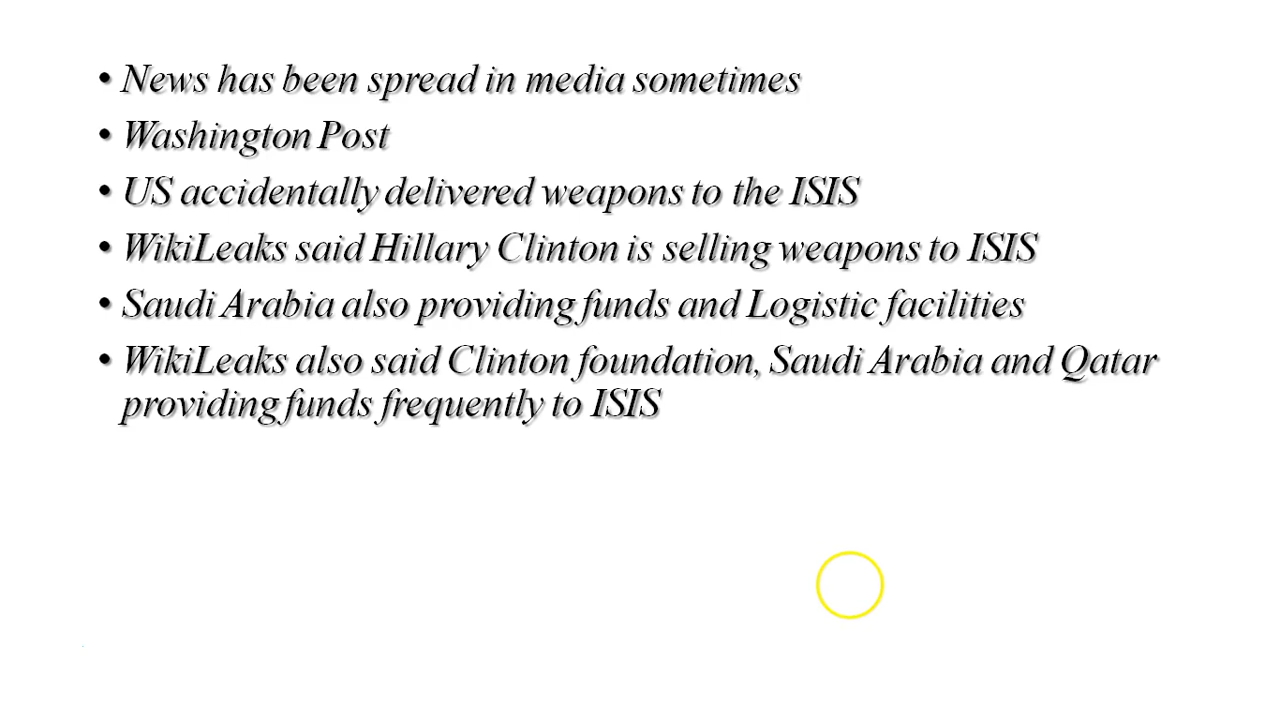 • News has been spread in media sometimes
• Washington Post
• US accidentally delivered weapons to the ISIS
• WikiLeaks said Hillary Clinton is selling weapons to ISIS
• Saudi Arabia also providing funds and Logistic facilities
• WikiLeaks also said Clinton foundation, Saudi Arabia and Qatar
providing funds frequently to ISIS